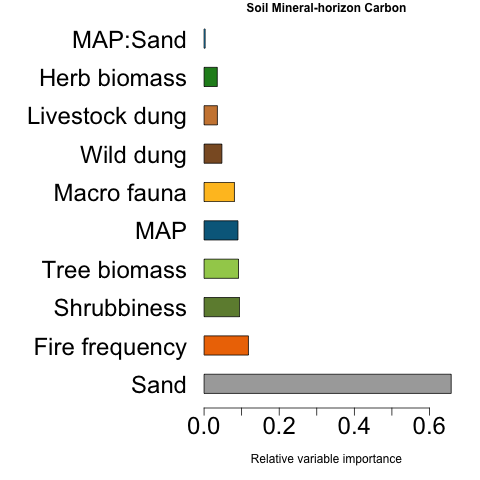 Soil Mineral-horizon Carbon
MAP:Sand
Herb biomass
Livestock dung
Wild dung
Macro fauna
MAP
Tree biomass
Shrubbiness
Fire frequency
Sand
0.0 0.2 0.4 0.6
Relative variable importance